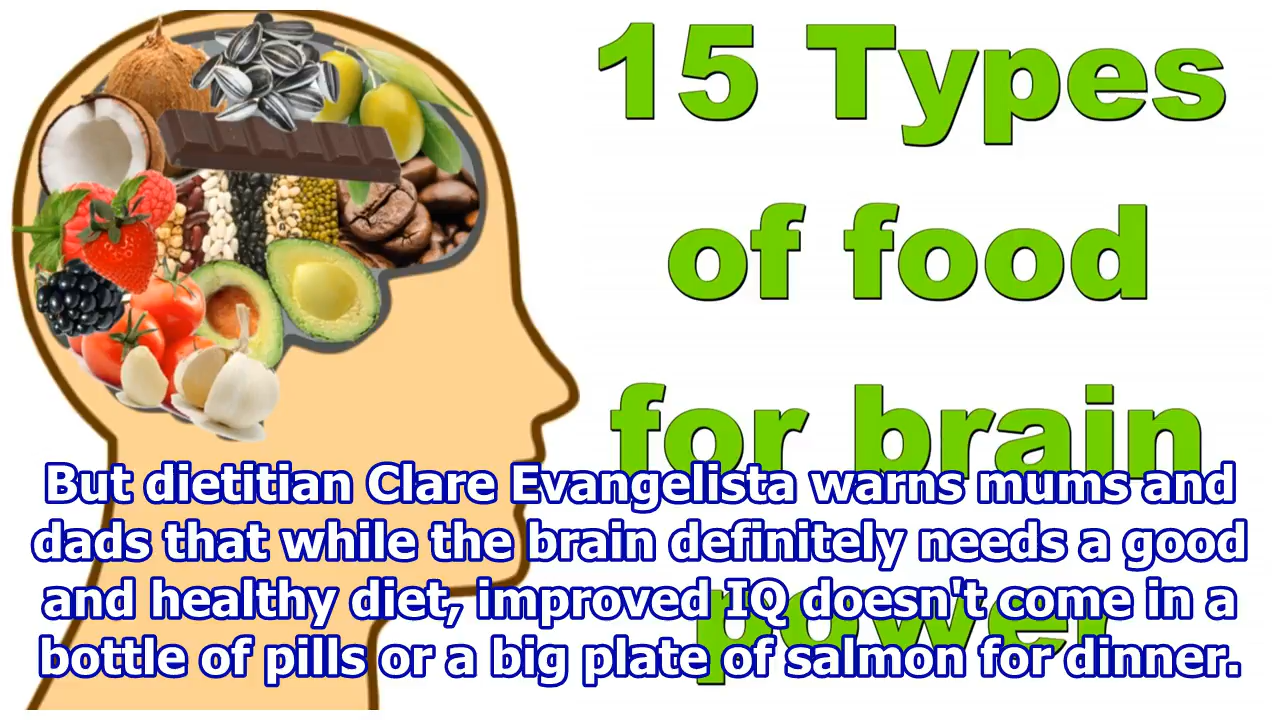 15 Types
of food
for brain
power
But dietitian Clare Evangelista warns mums and
dads that while the brain definitely needs a good
and healthy diet, improved IQ doesn't come in a
bottle of pills or a big plate of salmon for dinner.